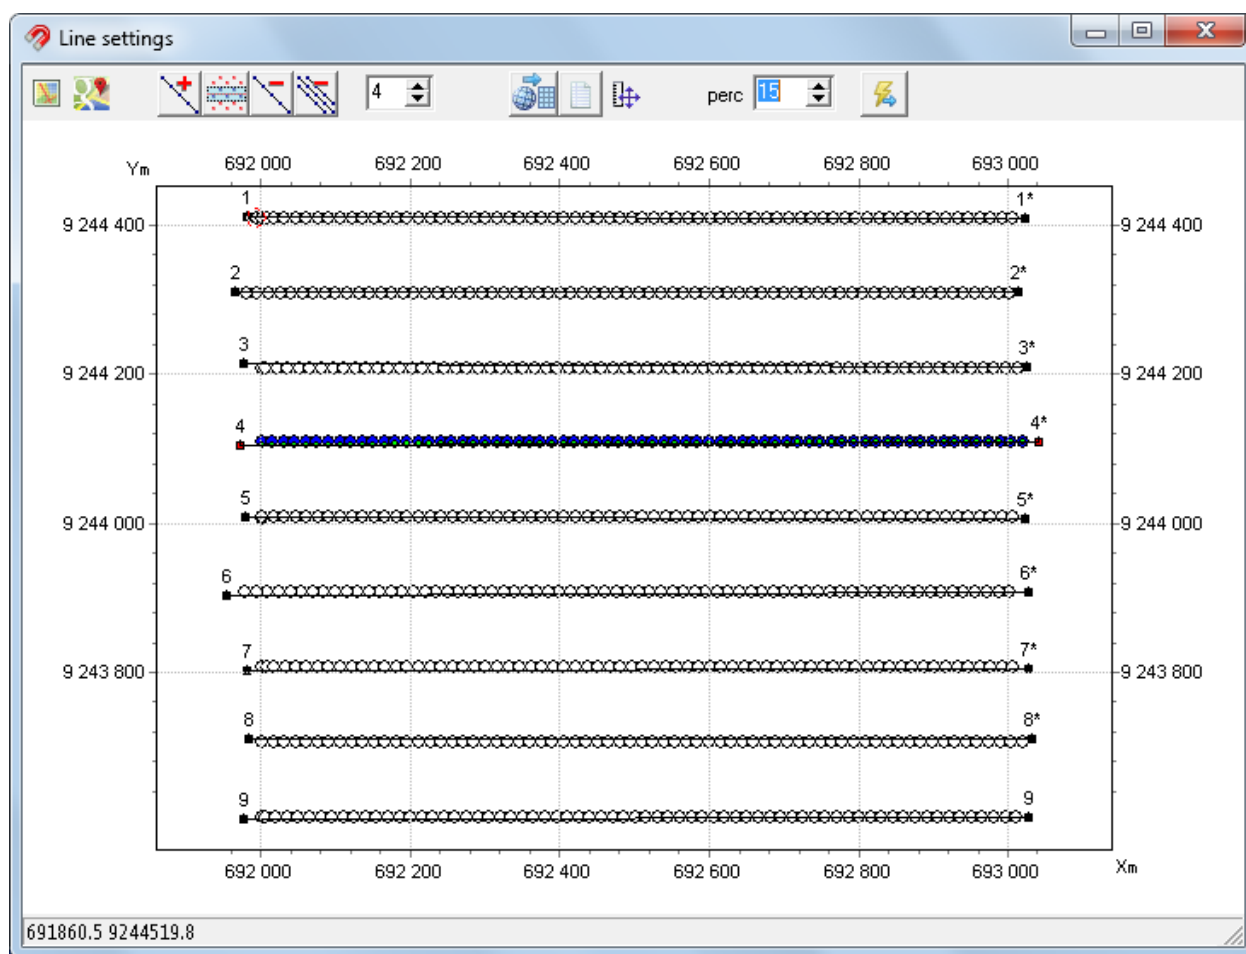 Line settings
4
perc 15
Ym
692 000 692 200 692 400 692 600 692 800 693 000
1 1*
9 244 400 9 244 400
2 2*
3 3*
9 244 200 9 244 200
4 4*
5 5*
9 244 000 9 244 000
6 6*
7 7*
9 243 800 9 243 800
8 8*
9 9
692 000 692 200 692 400 692 600 692 800 693 000
Xm
691860.5 9244519.8